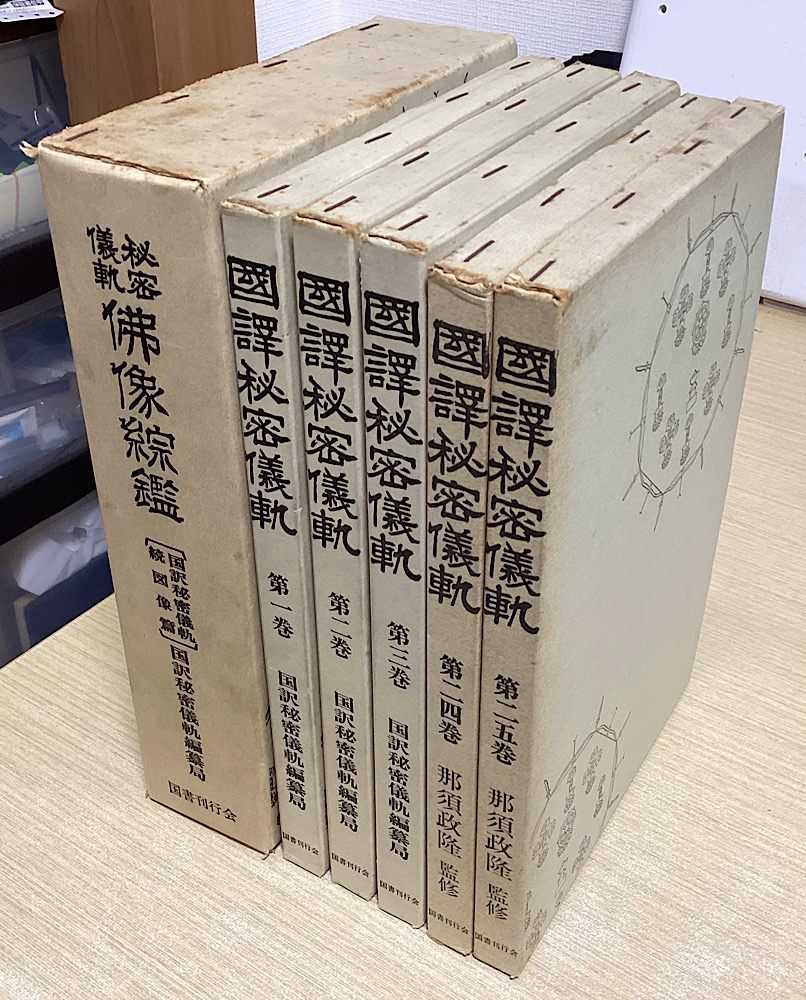 秘密
儀軌
佛像綜鑑
[国訳秘密儀軌
続図像篇]
国訳秘密儀軌編纂局
国書刊行会
國譯秘密儀軌
第一巻
国訳秘密儀軌編纂局
国書刊行会
國譯秘密儀軌
第二巻
国訳秘密儀軌編纂局
国書刊行会
國譯秘密儀軌
第三巻
国訳秘密儀軌編纂局
国書刊行会
國譯秘密儀軌
第二四巻
那須政隆 監修
国書刊行会
國譯秘密儀軌
第二五巻
那須政隆 監修
国書刊行会